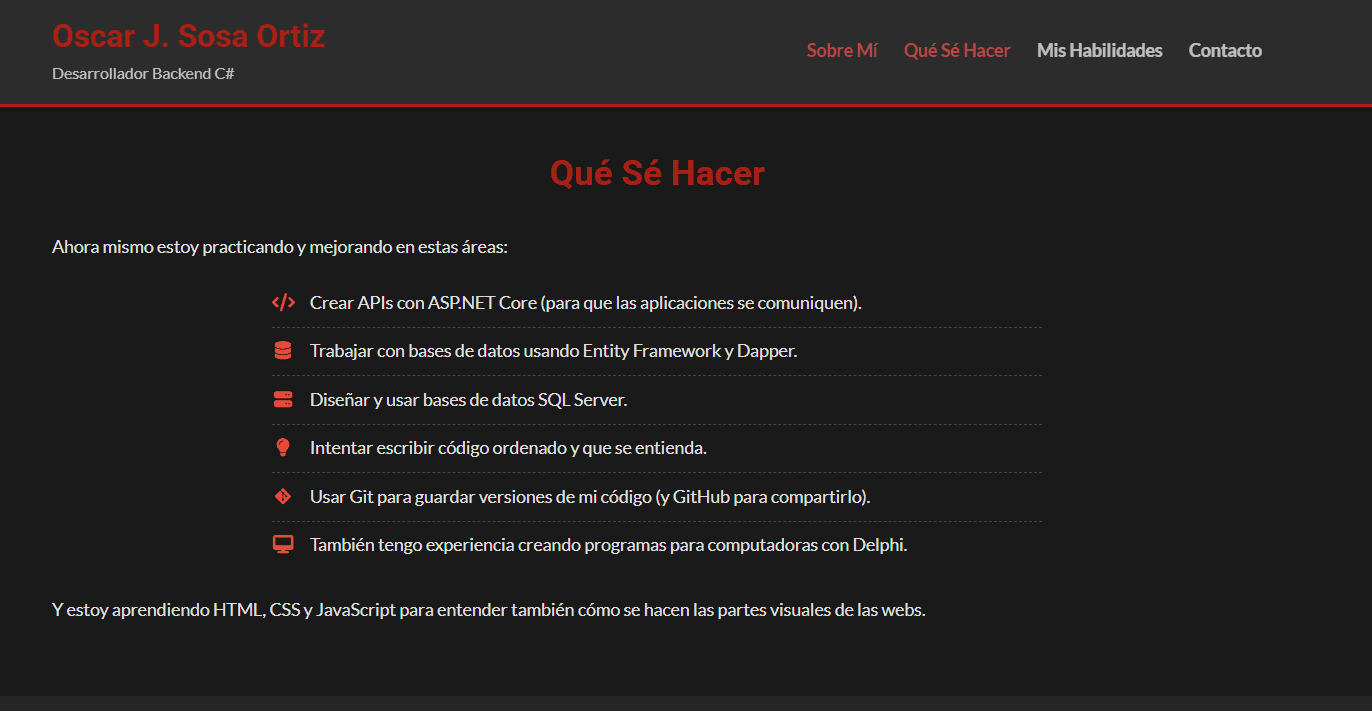 Oscar J. Sosa Ortiz
Desarrollador Backend C#
Sobre Mí Qué Sé Hacer Mis Habilidades Contacto
Qué Sé Hacer
Ahora mismo estoy practicando y mejorando en estas áreas:
Crear APIs con ASP.NET Core (para que las aplicaciones se comuniquen).
Trabajar con bases de datos usando Entity Framework y Dapper.
Diseñar y usar bases de datos SQL Server.
Intentar escribir código ordenado y que se entienda.
Usar Git para guardar versiones de mi código (y GitHub para compartirlo).
También tengo experiencia creando programas para computadoras con Delphi.
Y estoy aprendiendo HTML, CSS y JavaScript para entender también cómo se hacen las partes visuales de las webs.